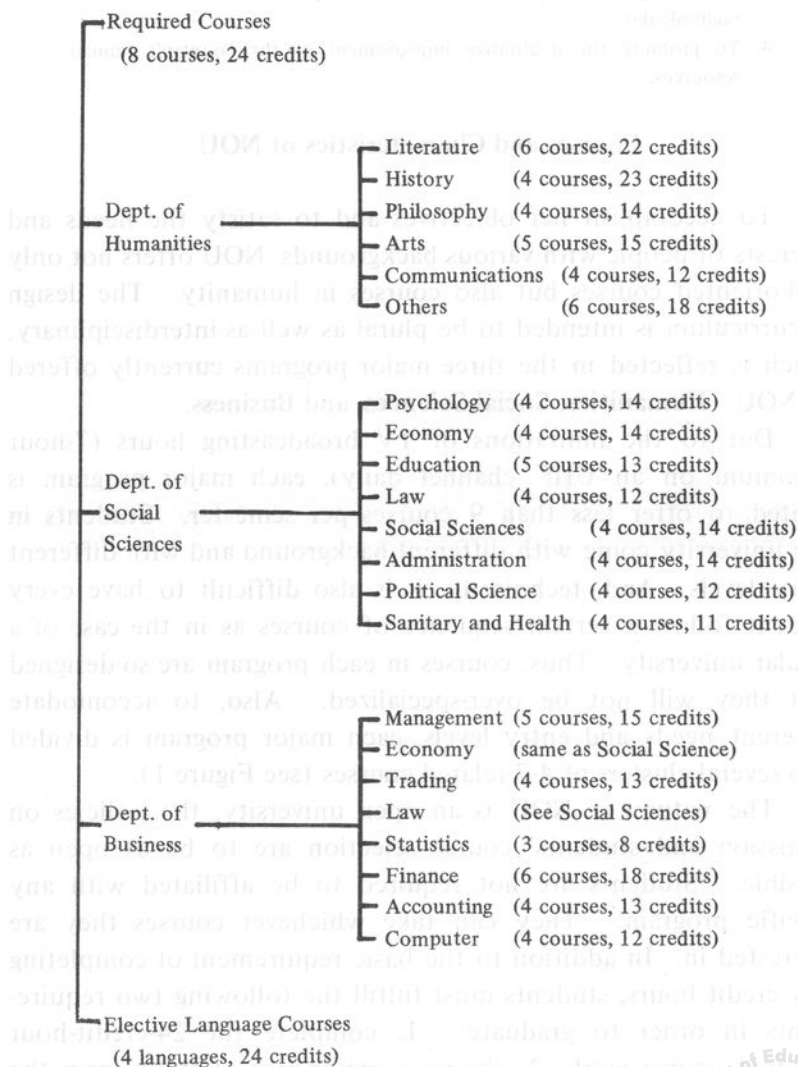 Required Courses
(8 courses, 24 credits)
Dept. of
Humanities
Literature (6 courses, 22 credits)
History (4 courses, 23 credits)
Philosophy (4 courses, 14 credits)
Arts (5 courses, 15 credits)
Communications (4 courses, 12 credits)
Others (6 courses, 18 credits)
Dept. of
Social
Sciences
Psychology (4 courses, 14 credits)
Economy (4 courses, 14 credits)
Education (5 courses, 13 credits)
Law (4 courses, 12 credits)
Social Sciences (4 courses, 14 credits)
Administration (4 courses, 14 credits)
Political Science (4 courses, 12 credits)
Sanitary and Health (4 courses, 11 credits)
Dept. of
Business
Management (5 courses, 15 credits)
Economy (same as Social Science)
Trading (4 courses, 13 credits)
Law (See Social Sciences)
Statistics (3 courses, 8 credits)
Finance (6 courses, 18 credits)
Accounting (4 courses, 13 credits)
Computer (4 courses, 12 credits)
Elective Language Courses
(4 languages, 24 credits)
of Edu